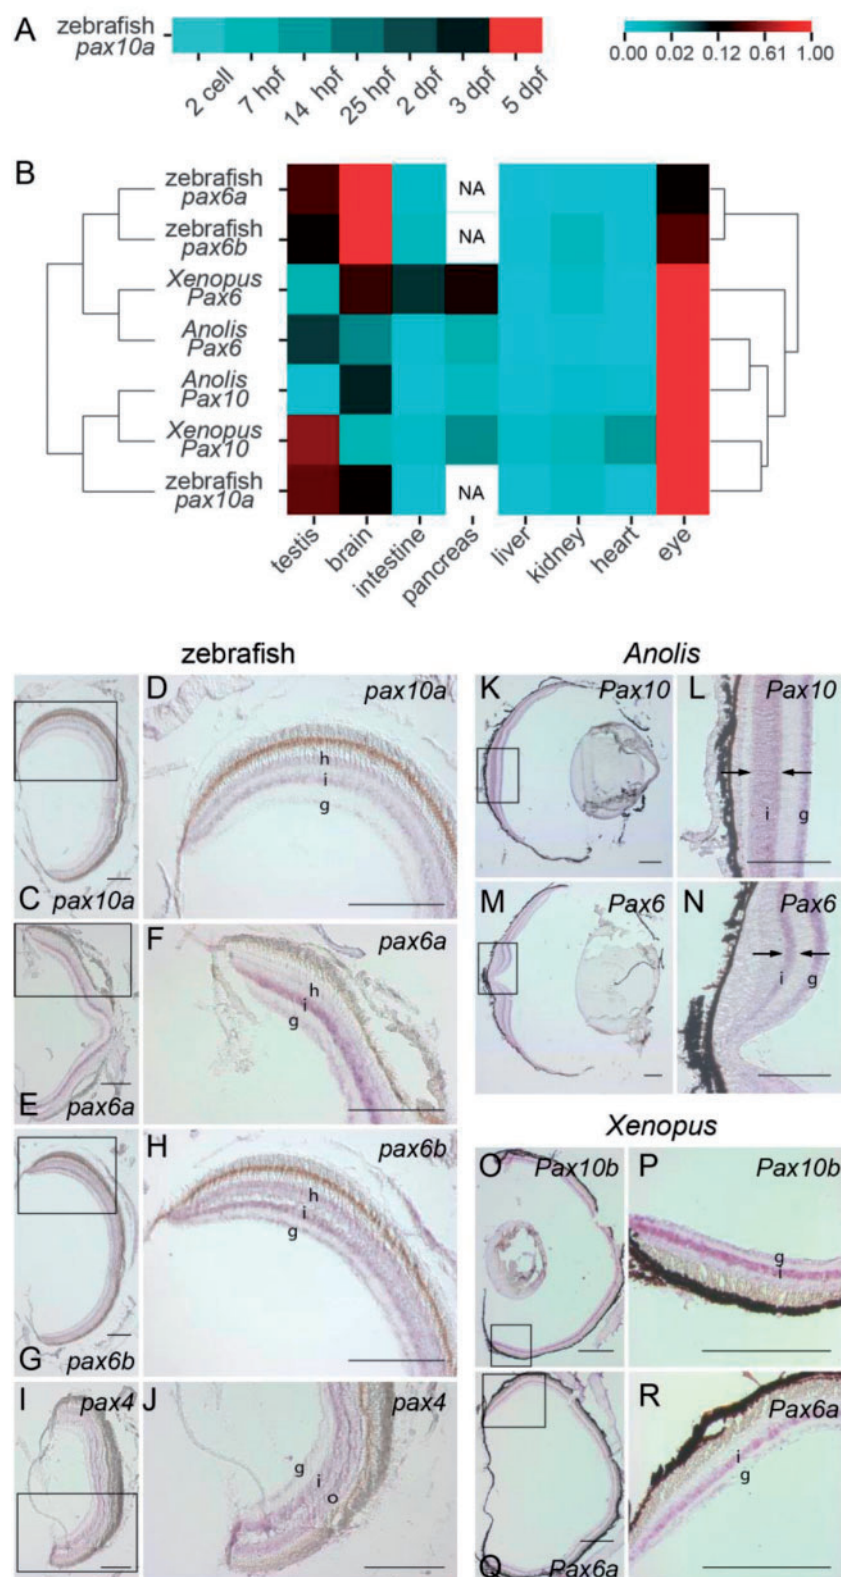 A
zebrafish
pax10a
2 cell
7 hpf
14 hpf
25 hpf
2 dpf
3 dpf
5 dpf
0.00 0.02 0.12 0.61 1.00
B
zebrafish
pax6a
NA
zebrafish
pax6b
NA
Xenopus
Pax6
Anolis
Pax6
Anolis
Pax10
Xenopus
Pax10
zebrafish
pax10a
NA
testis
brain
intestine
pancreas
liver
kidney
heart
eye
zebrafish
C pax10a
D pax10a
h
i
g
E pax6a
F pax6a
h
i
g
G pax6b
H pax6b
h
i
g
I pax4
J pax4
g
i
o
Anolis
K Pax10
L Pax10
i g
M Pax6
N Pax6
i g
Xenopus
O Pax10b
P Pax10b
g
i
Q Pax6a
R Pax6a
i
g